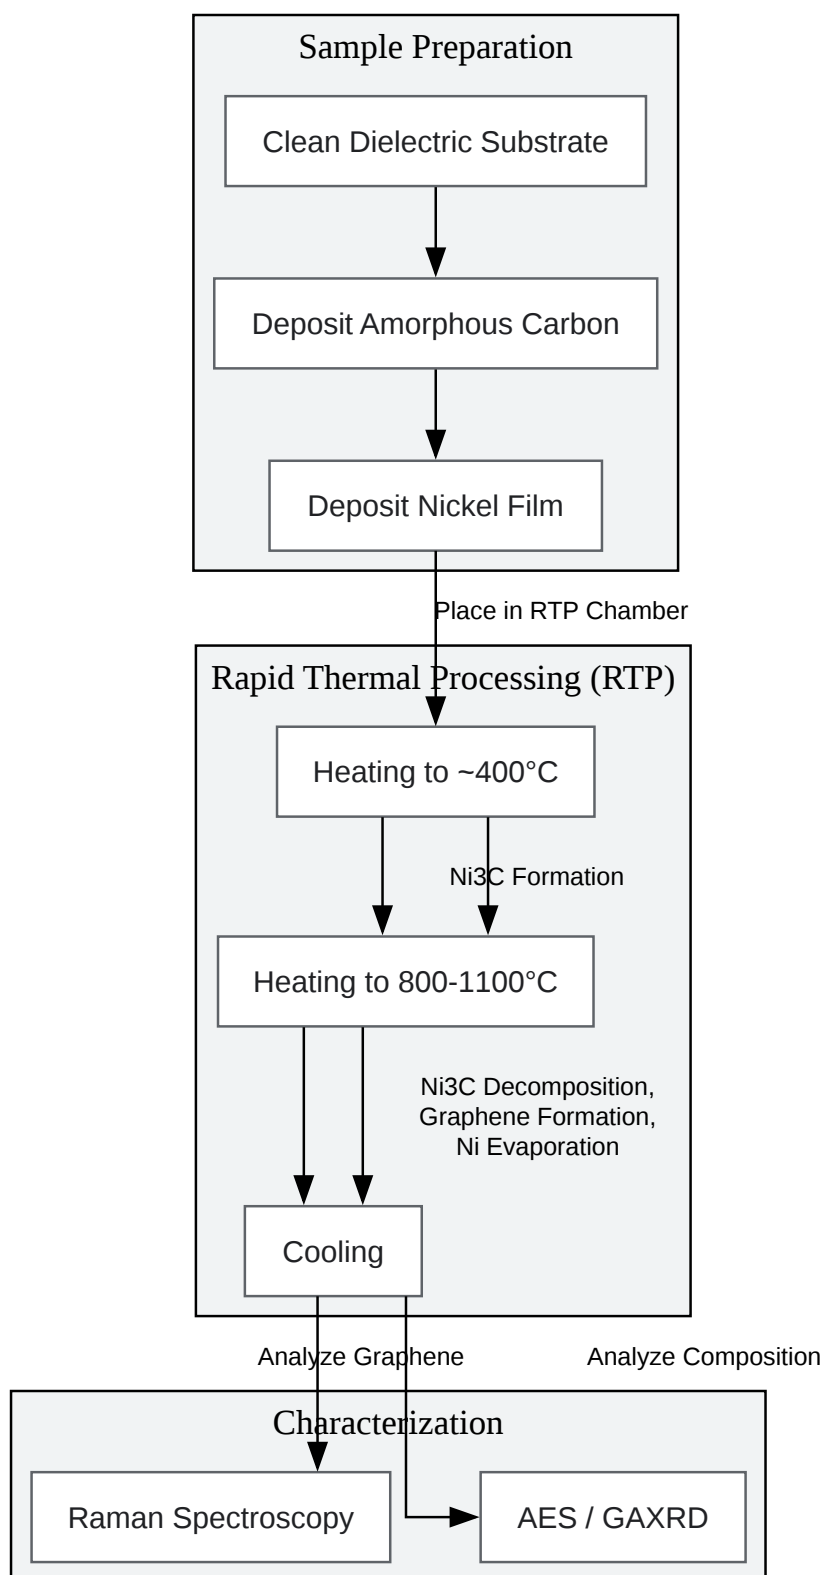 Sample Preparation
Clean Dielectric Substrate
Deposit Amorphous Carbon
Deposit Nickel Film
Place in RTP Chamber
Rapid Thermal Processing (RTP)
Heating to ~400°C
Ni3C Formation
Heating to 800-1100°C
Ni3C Decomposition,
Graphene Formation,
Ni Evaporation
Cooling
Analyze Graphene
Analyze Composition
Characterization
Raman Spectroscopy
AES / GAXRD